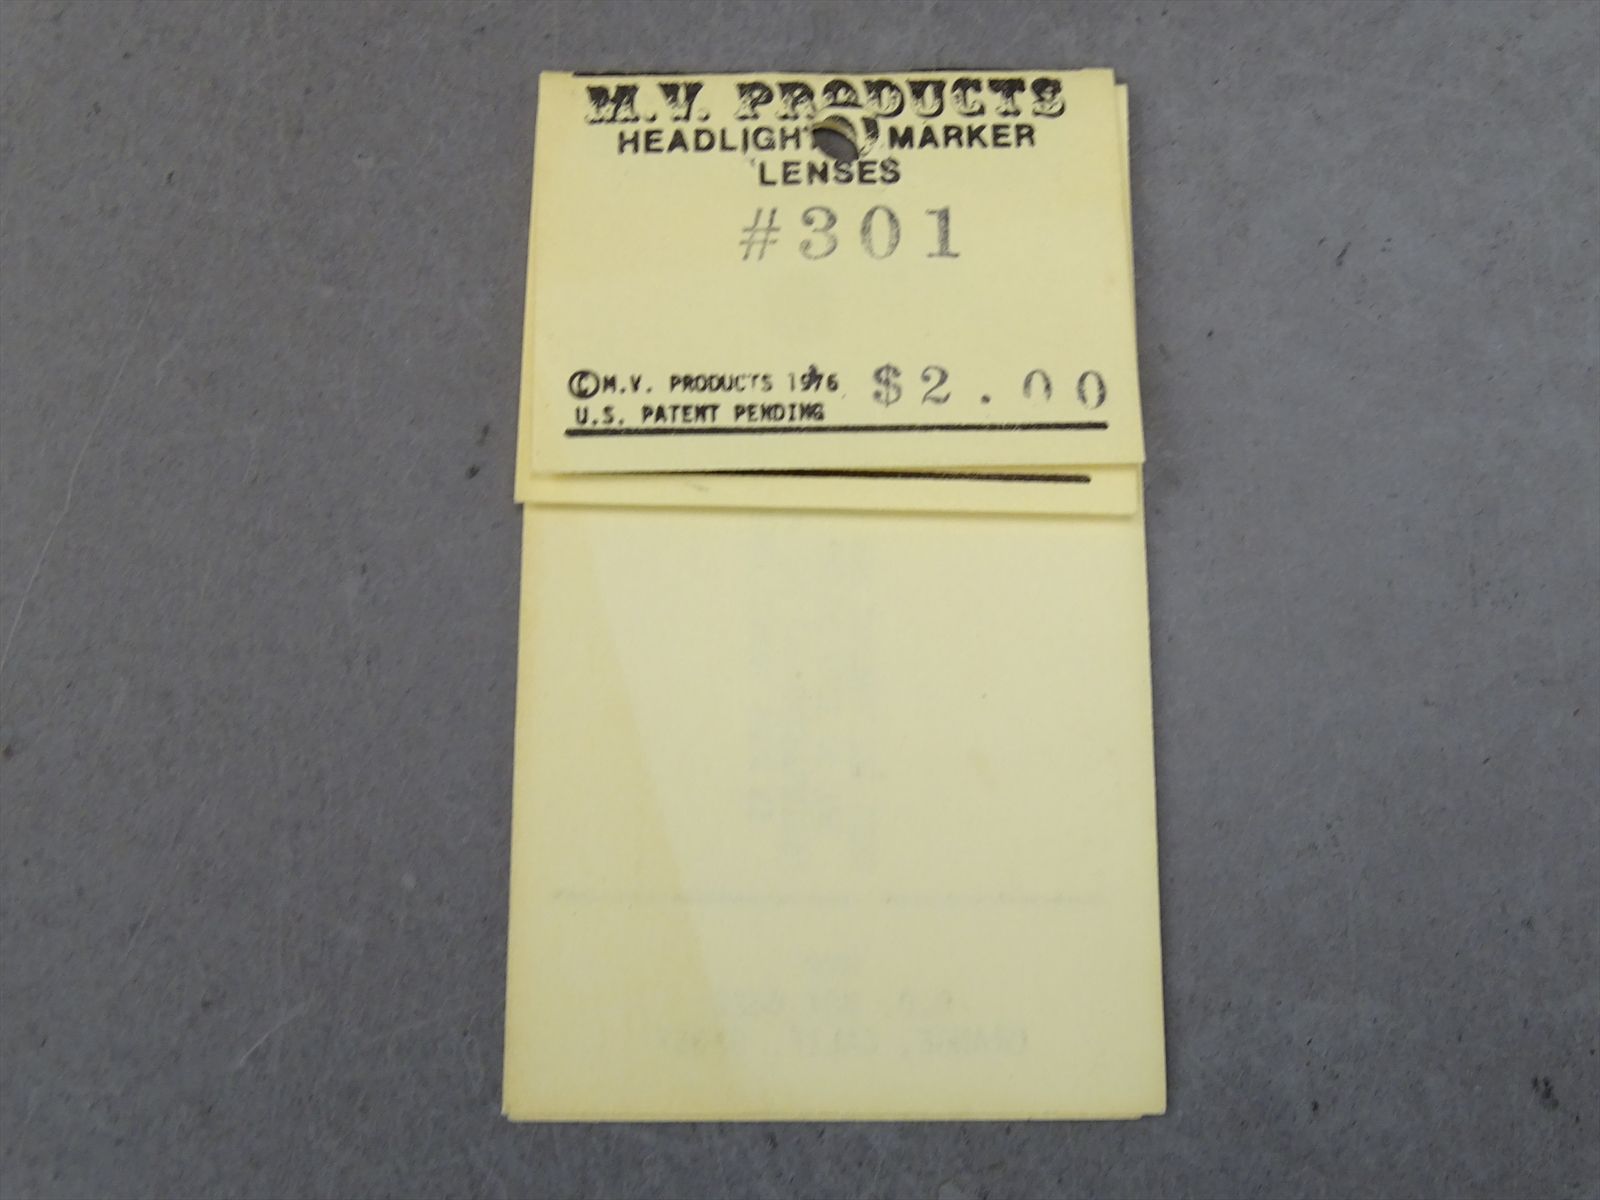 M.V. PRODUCTS
HEADLIGHT MARKER
LENSES
#301
©M.V. PRODUCTS 1976 $2.00
U.S. PATENT PENDING